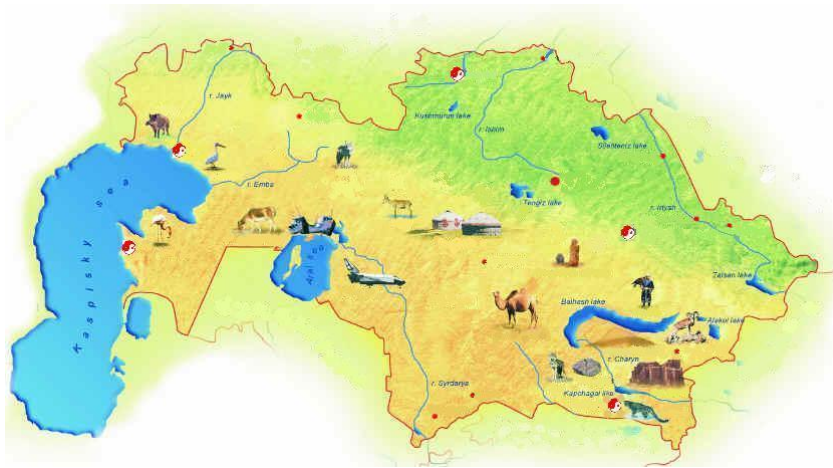 r. Jayk
Kusmmurun lake
r. Ishim
Siletteniz lake
r. Emba
Tengiz lake
r. Irtysh
Kaspisky sea
Aral sea
Zaisan lake
Balhash lake
Alakol lake
r. Charyn
r. Syrdarya
Kapchagai lake